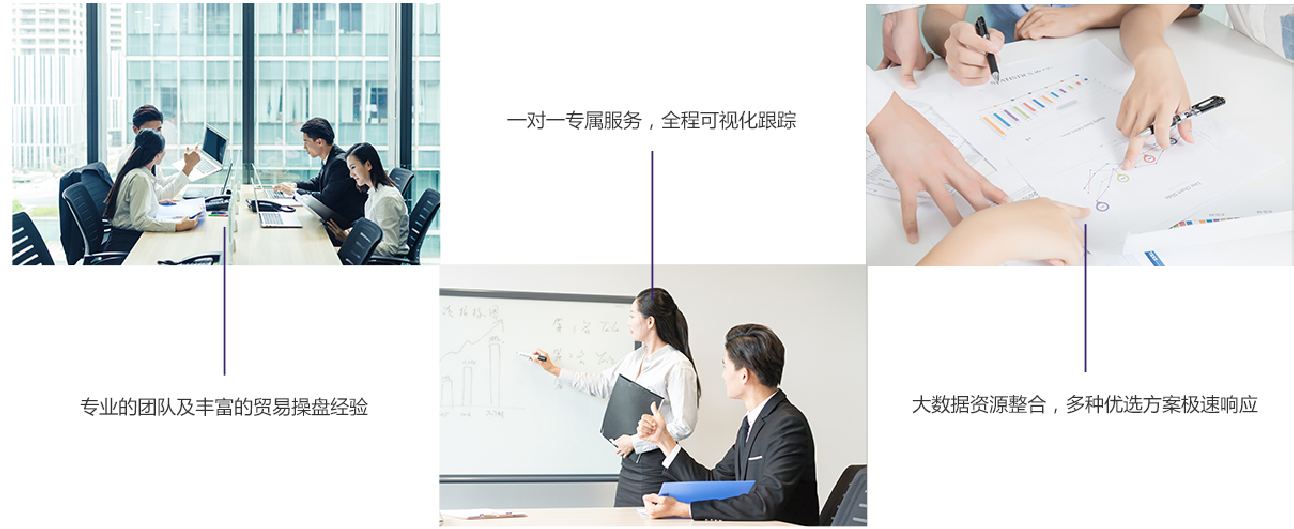 一对一专属服务，全程可视化跟踪
专业的团队及丰富的贸易操盘经验
大数据资源整合，多种优选方案极速响应